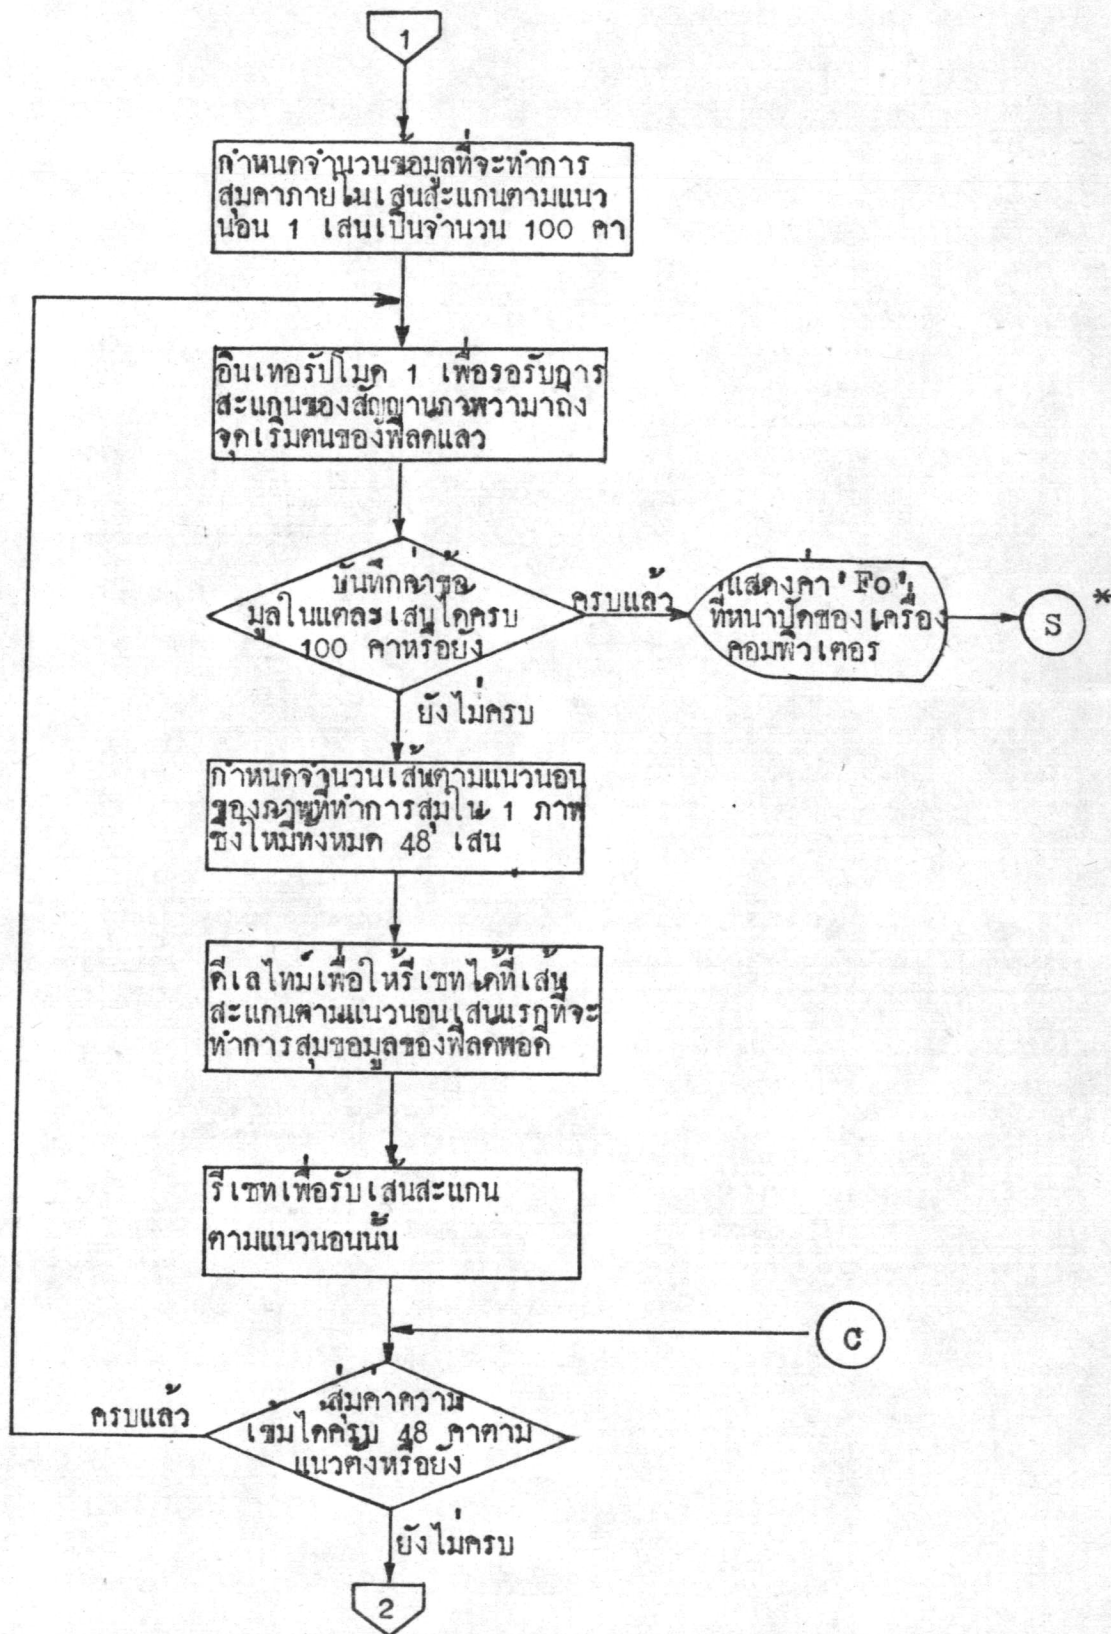 1
กำหนดจำนวนข้อมูลที่จะทำการ
สุ่มค่าภายในเส้นสะแกนตามแนว
นอน 1 เส้นเป็นจำนวน 100 ค่า
อินเทอรัปโมด 1 เพื่อรอรับการ
สะแกนของสัญญานภาพว่ามาถึง
จุดเริ่มต้นของฟิลดแล้ว
บันทึกค่าข้อ
มูลในแต่ละเส้นได้ครบ
100 ค่าหรือยัง
ครบแล้ว
แสดงค่า 'Fo'
ที่หน้าปัดของเครื่อง
คอมพิวเตอร
S *
ยังไม่ครบ
กำหนดจำนวนเส้นตามแนวนอน
ของภาพที่ทำการสุ่มใน 1 ภาพ
ซึ่งให้มีทั้งหมด 48 เส้น
ดีเลไทม์เพื่อให้รีเซทได้ที่เส้น
สะแกนตามแนวนอนเส้นแรกที่จะ
ทำการสุ่มข้อมูลของฟิลดพอดี
รีเซทเพื่อรับเส้นสะแกน
ตามแนวนอนนั้น
C
สุ่มค่าความ
เข้มได้ครบ 48 ค่าตาม
แนวตั้งหรือยัง
ครบแล้ว
ยังไม่ครบ
2